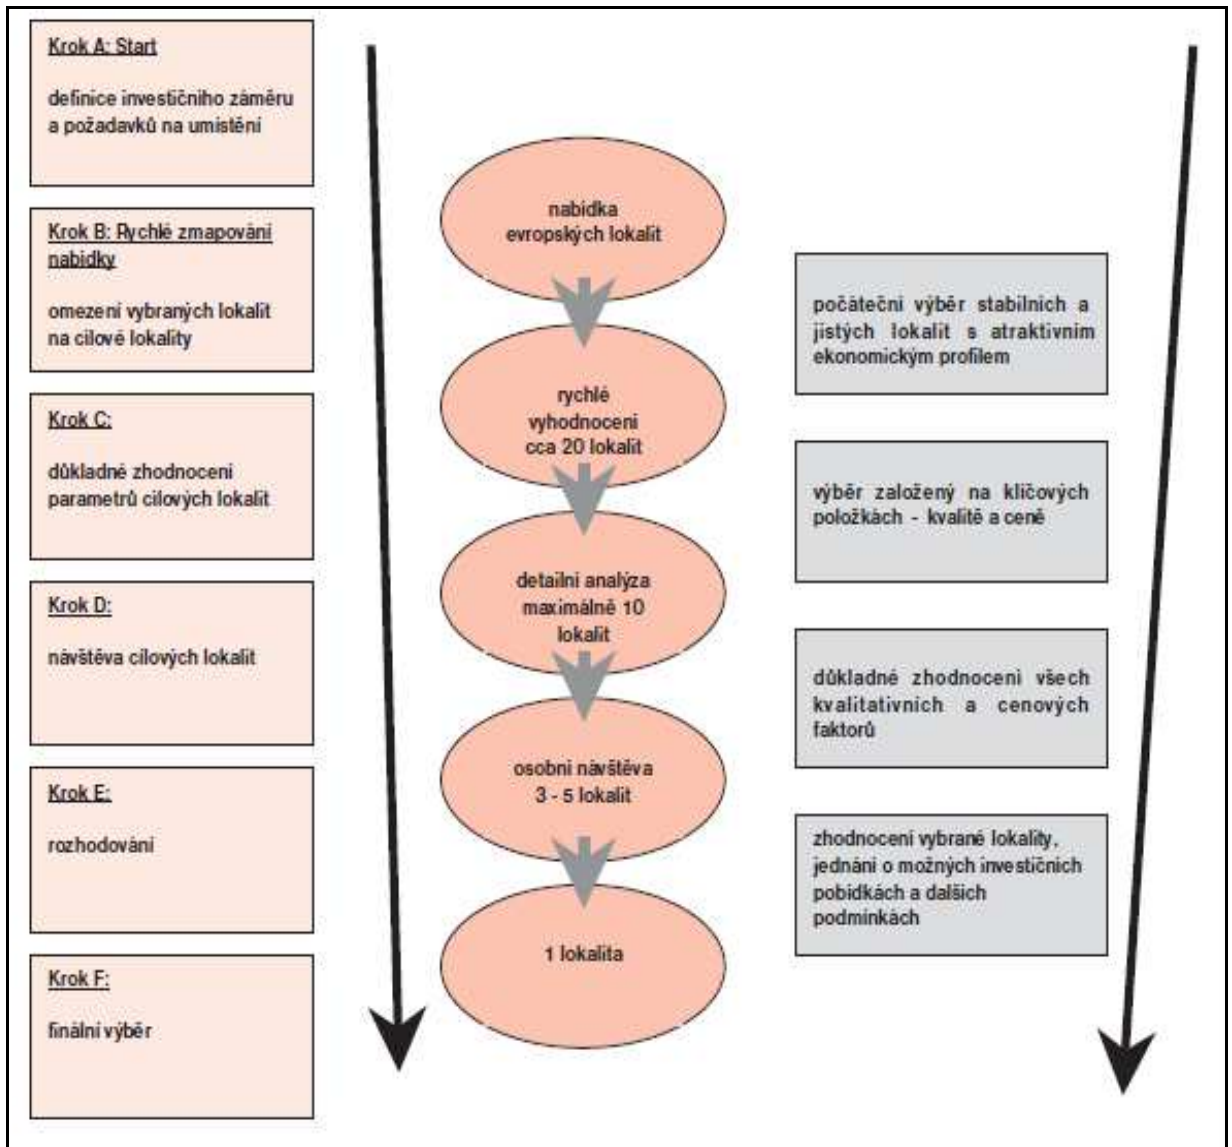 Krok A: Start
definice investičního záměru
a požadavků na umístění
Krok B: Rychlé zmapování
nabídky
omezení vybraných lokalit
na cílové lokality
Krok C:
důkladné zhodnocení
parametrů cílových lokalit
Krok D:
návštěva cílových lokalit
Krok E:
rozhodování
Krok F:
finální výběr
nabídka
evropských lokalit
rychlé
vyhodnocení
cca 20 lokalit
detailní analýza
maximálně 10
lokalit
osobní návštěva
3 - 5 lokalit
1 lokalita
počáteční výběr stabilních a
jistých lokalit s atraktivním
ekonomickým profilem
výběr založený na klíčových
položkách - kvalitě a ceně
důkladné zhodnocení všech
kvalitativních a cenových
faktorů
zhodnocení vybrané lokality,
jednání o možných investičních
pobídkách a dalších
podmínkách